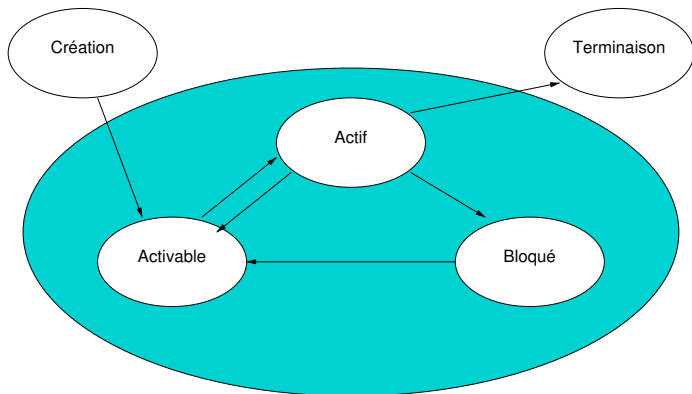 Création
Terminaison
Actif
Activable
Bloqué